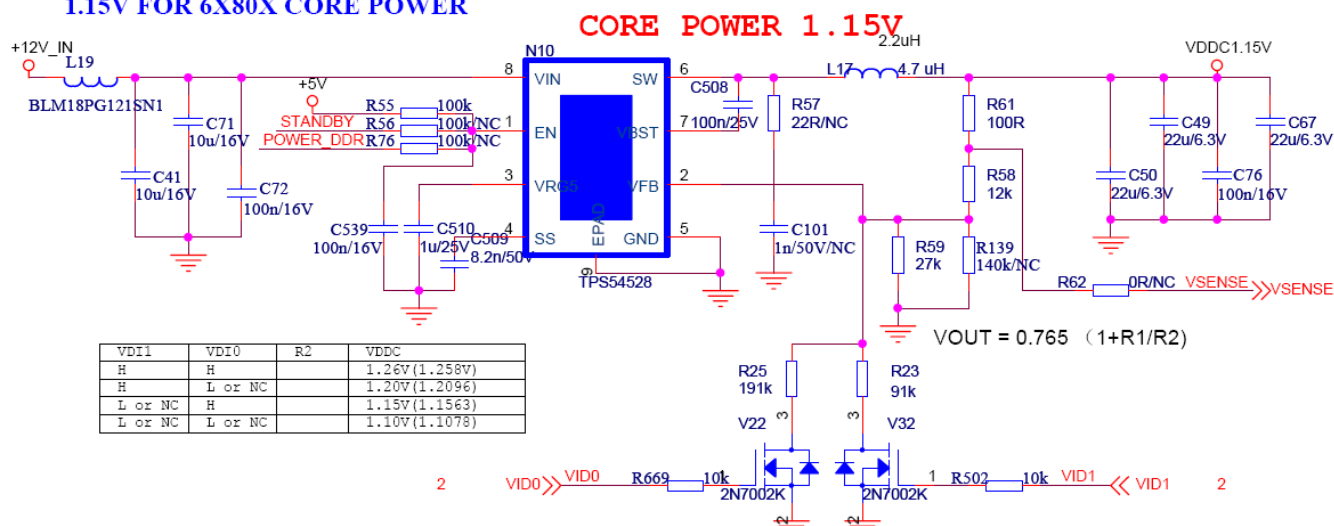 1.15V FOR 6X80X CORE POWER
CORE POWER 1.15V
+12V_IN
L19
BLM18PG121SN1
C71
10u/16V
C41
10u/16V
C72
100n/16V
+5V
R55 100k
STANDBY R56 100k/NC
POWER_DDR R76 100k/NC
C539
100n/16V
C510
1u/25V
C509
8.2n/50V
N10
8 VIN SW 6
1 EN VBST 7
3 VRG5 VFB 2
4 SS GND 5
EPAD
9
TPS54528
C508
100n/25V
R57
22R/NC
C101
1n/50V/NC
2.2uH
L17 4.7 uH
R61
100R
R58
12k
R59
27k
R139
140k/NC
VDDC1.15V
C49
22u/6.3V
C67
22u/6.3V
C50
22u/6.3V
C76
100n/16V
R62 0R/NC VSENSE VSENSE
VOUT = 0.765 （1+R1/R2)
VDI1 VDI0 R2 VDDC
H H 1.26V(1.258V)
H L or NC 1.20V(1.2096)
L or NC H 1.15V(1.1563)
L or NC L or NC 1.10V(1.1078)
R25
191k
R23
91k
3
3
V22
V32
2 VID0 VID0 R669 10k 1
2N7002K
2N7002K
1 R502 10k VID1 VID1 2
2
2